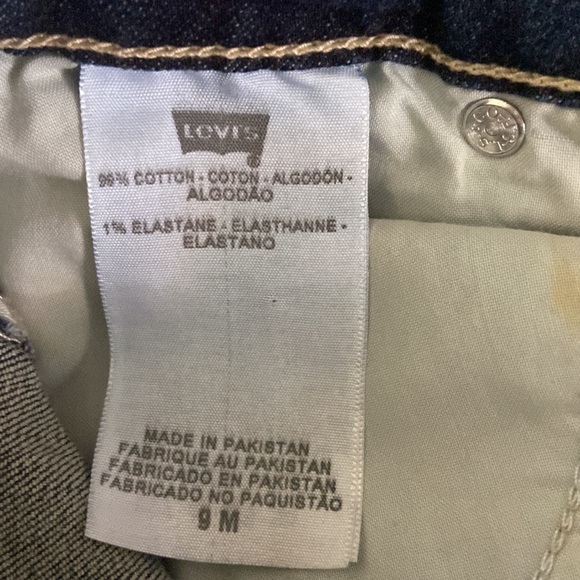 LEVI'S
®
99% COTTON - COTON - ALGODÓN -
ALGODÃO
1% ELASTANE - ELASTHANNE -
ELASTANO
MADE IN PAKISTAN
FABRIQUE AU PAKISTAN
FABRICADO EN PAKISTAN
FABRICADO NO PAQUISTÃO
9 M